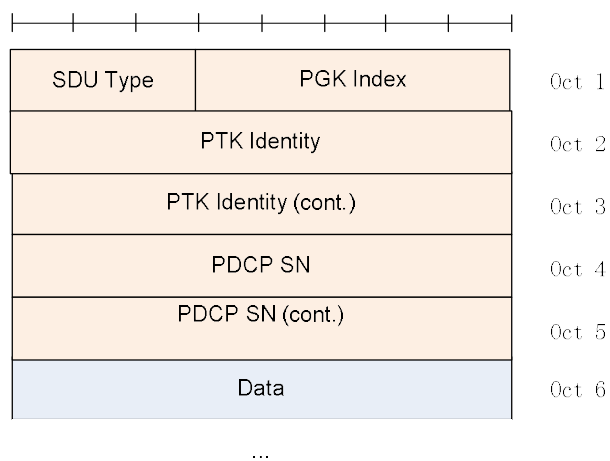 SDU Type PGK Index Oct 1
PTK Identity Oct 2
PTK Identity (cont.) Oct 3
PDCP SN Oct 4
PDCP SN (cont.) Oct 5
Data Oct 6
...